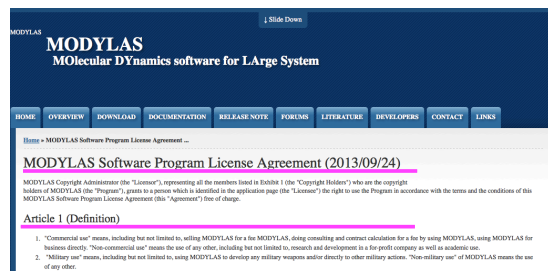 ↓ Slide Down
MODYLAS
MODYLAS
MOlecular DYnamics software for LArge System
HOME OVERVIEW DOWNLOAD DOCUMENTATION RELEASE NOTE FORUMS LITERATURE DEVELOPERS CONTACT LINKS
Home » MODYLAS Software Program License Agreement ...
MODYLAS Software Program License Agreement (2013/09/24)
MODYLAS Copyright Administrator (the "Licensor"), representing all the members listed in Exhibit 1 (the "Copyright Holders") who are the copyright
holders of MODYLAS (the "Program"), grants to a person which is identified in the application page (the "Licensee") the right to use the Program in accordance with the terms and the conditions of this
MODYLAS Software Program License Agreement (this "Agreement") free of charge.
Article 1 (Definition)
1. "Commercial use" means, including but not limited to, selling MODYLAS for a fee MODYLAS, doing consulting and contract calculation for a fee by using MODYLAS, using MODYLAS for
business directly. "Non-commercial use" means the use of any other, including but not limited to, research and development in a for-profit company as well as academic use.
2. "Military use" means, including but not limited to, using MODYLAS to develop any military weapons and/or directly to other military actions. "Non-military use" of MODYLAS means the use
of any other.